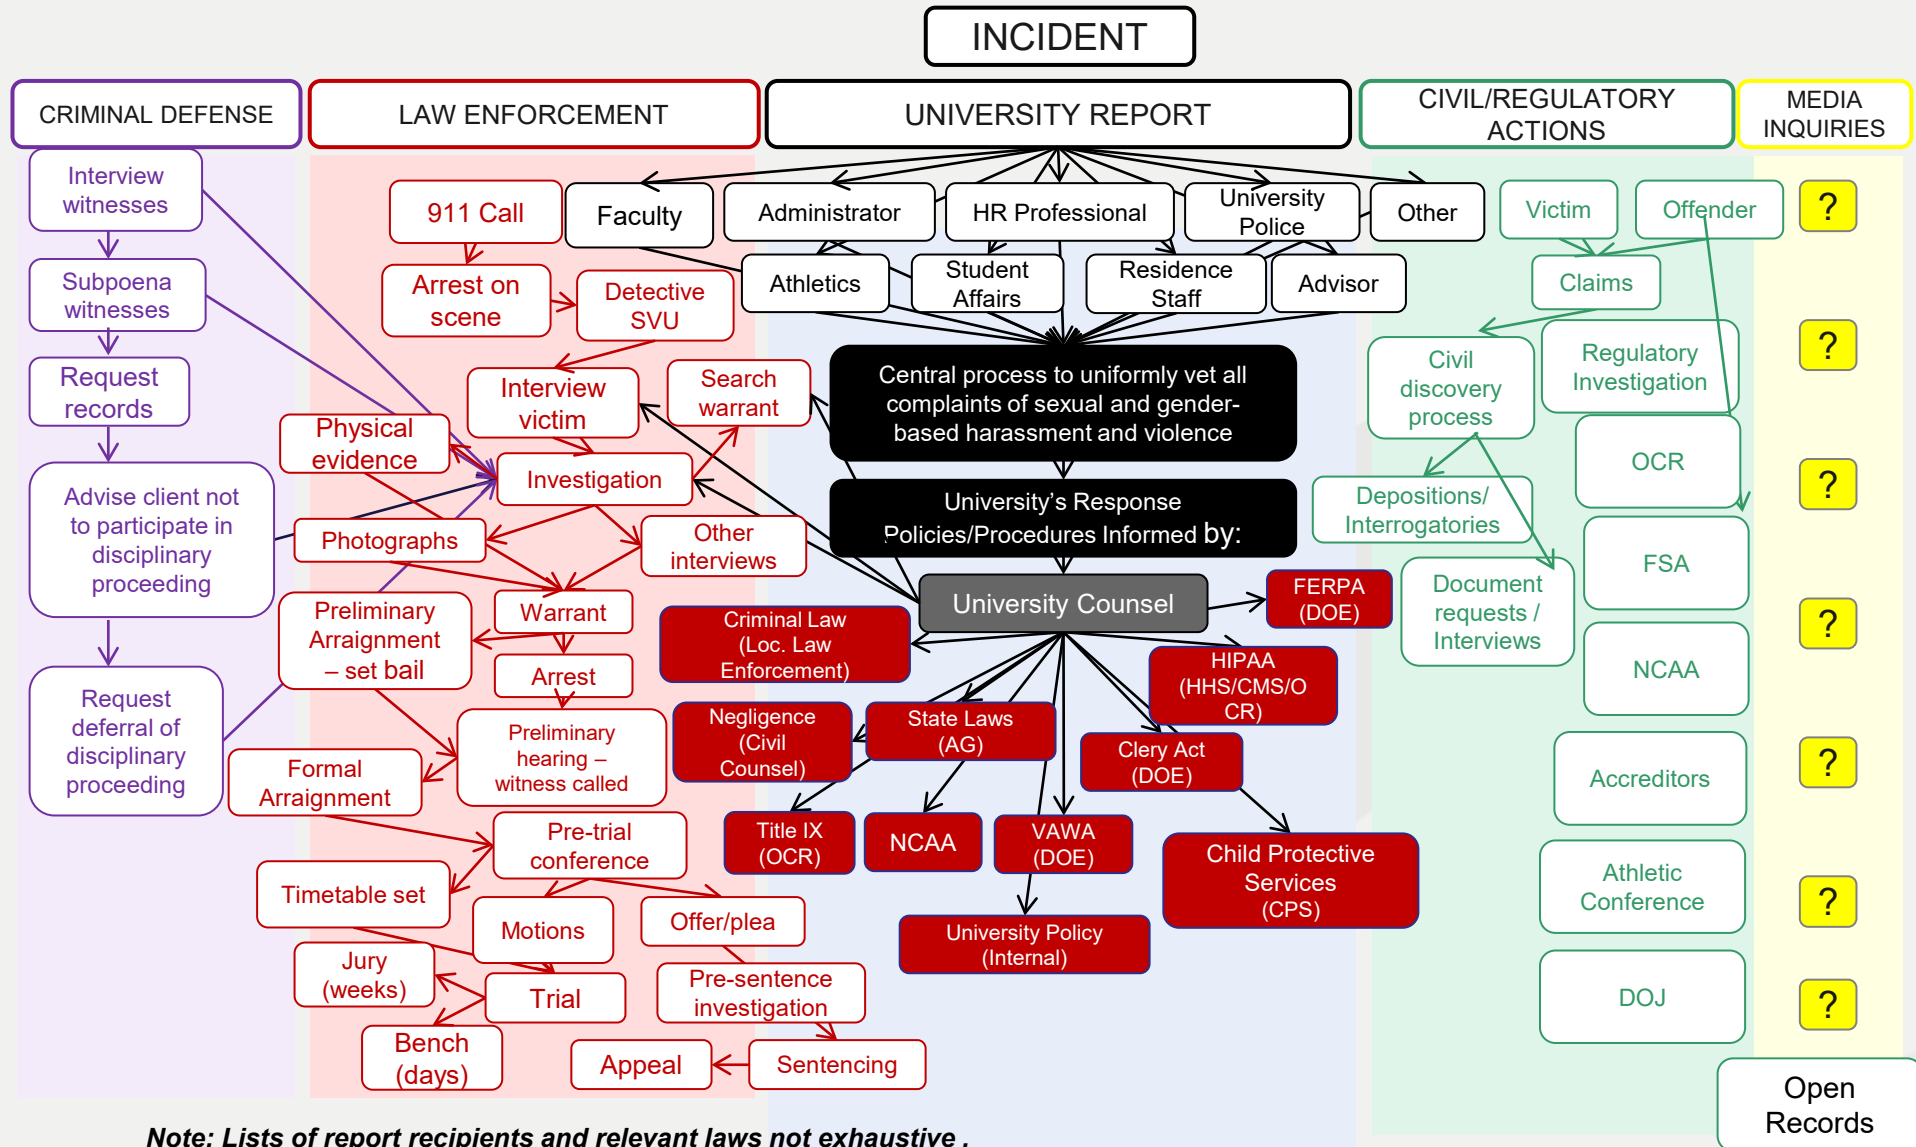 INCIDENT
CRIMINAL DEFENSE
Interview
witnesses
Subpoena
witnesses
Request
records
Advise client not
to participate in
disciplinary
proceeding
Request
deferral of
disciplinary
proceeding
LAW ENFORCEMENT
911 Call
Arrest on
scene
Detective
SVU
Interview
victim
Search
warrant
Physical
evidence
Investigation
Photographs
Other
interviews
Warrant
Preliminary
Arraignment
– set bail
Arrest
Preliminary
hearing –
witness called
Formal
Arraignment
Pre-trial
conference
Timetable set
Motions
Offer/plea
Jury
(weeks)
Trial
Pre-sentence
investigation
Bench
(days)
Appeal
Sentencing
UNIVERSITY REPORT
Faculty
Administrator
HR Professional
University
Police
Other
Athletics
Student
Affairs
Residence
Staff
Advisor
Central process to uniformly vet all
complaints of sexual and gender-
based harassment and violence
University’s Response
Policies/Procedures Informed by:
University Counsel
FERPA
(DOE)
Criminal Law
(Loc. Law
Enforcement)
HIPAA
(HHS/CMS/O
CR)
Negligence
(Civil
Counsel)
State Laws
(AG)
Clery Act
(DOE)
Title IX
(OCR)
NCAA
VAWA
(DOE)
Child Protective
Services
(CPS)
University Policy
(Internal)
CIVIL/REGULATORY
ACTIONS
Victim
Offender
Claims
Civil
discovery
process
Regulatory
Investigation
OCR
Depositions/
Interrogatories
FSA
Document
requests /
Interviews
NCAA
Accreditors
Athletic
Conference
DOJ
MEDIA
INQUIRIES
?
?
?
?
?
?
?
Open
Records
Note: Lists of report recipients and relevant laws not exhaustive .